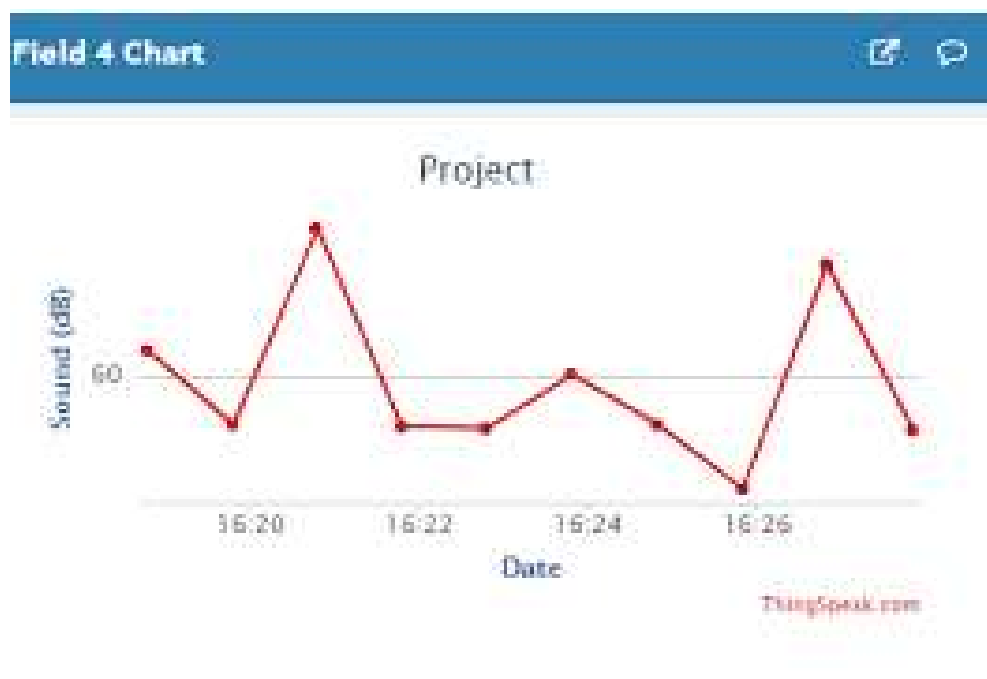 Field 4 Chart
Project
Sound (dB)
60
16:20 16:22 16:24 16:26
Date
ThingSpeak.com